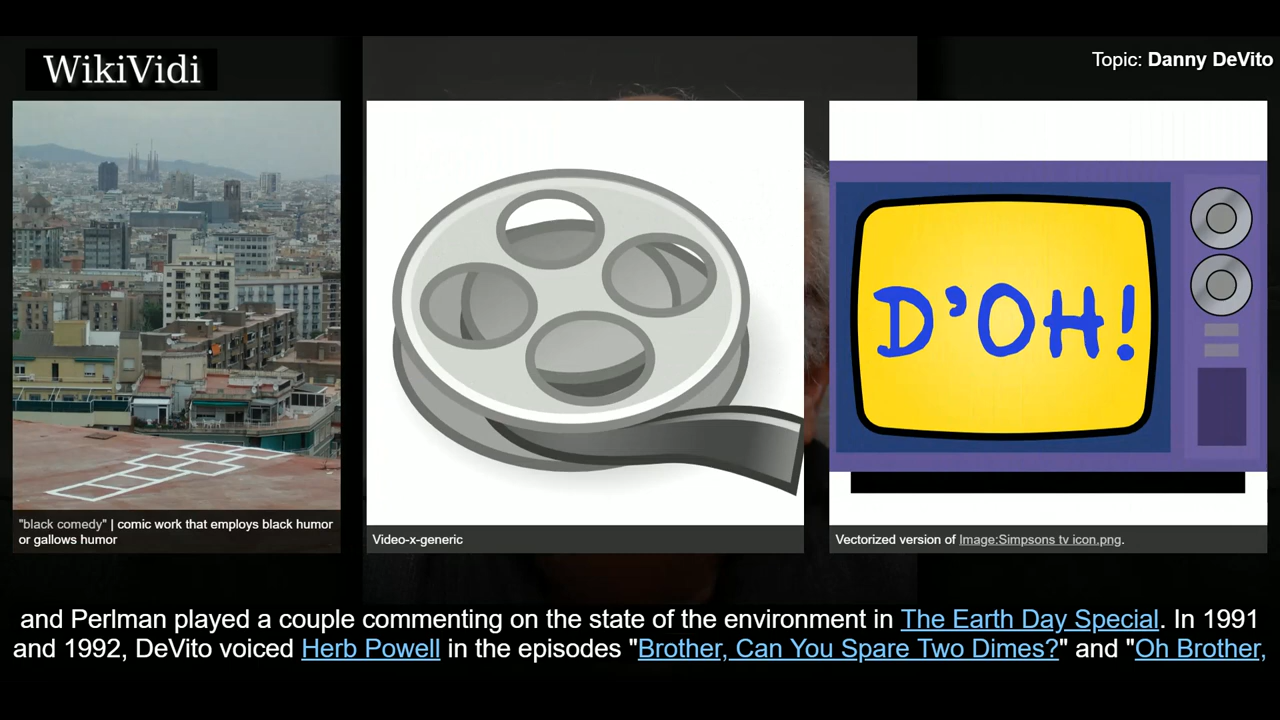 WikiVidi
Topic: Danny DeVito
D'OH!
"black comedy" | comic work that employs black humor
or gallows humor
Video-x-generic
Vectorized version of Image:Simpsons tv icon.png.
and Perlman played a couple commenting on the state of the environment in The Earth Day Special. In 1991
and 1992, DeVito voiced Herb Powell in the episodes "Brother, Can You Spare Two Dimes?" and "Oh Brother,